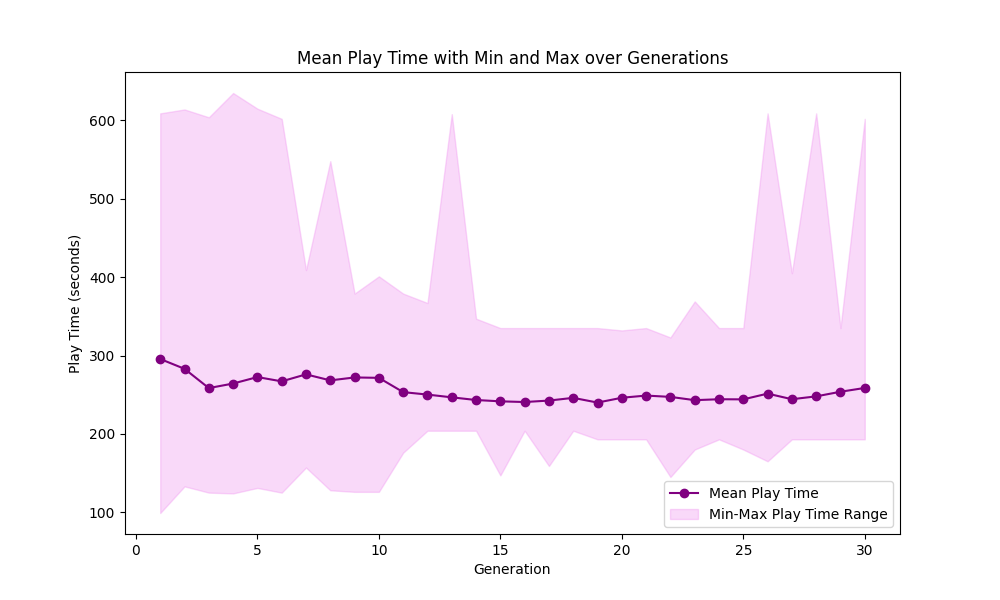 Mean Play Time with Min and Max over Generations
Play Time (seconds)
600
500
400
300
200
100
0
5
10
15
20
25
30
Generation
Mean Play Time
Min-Max Play Time Range